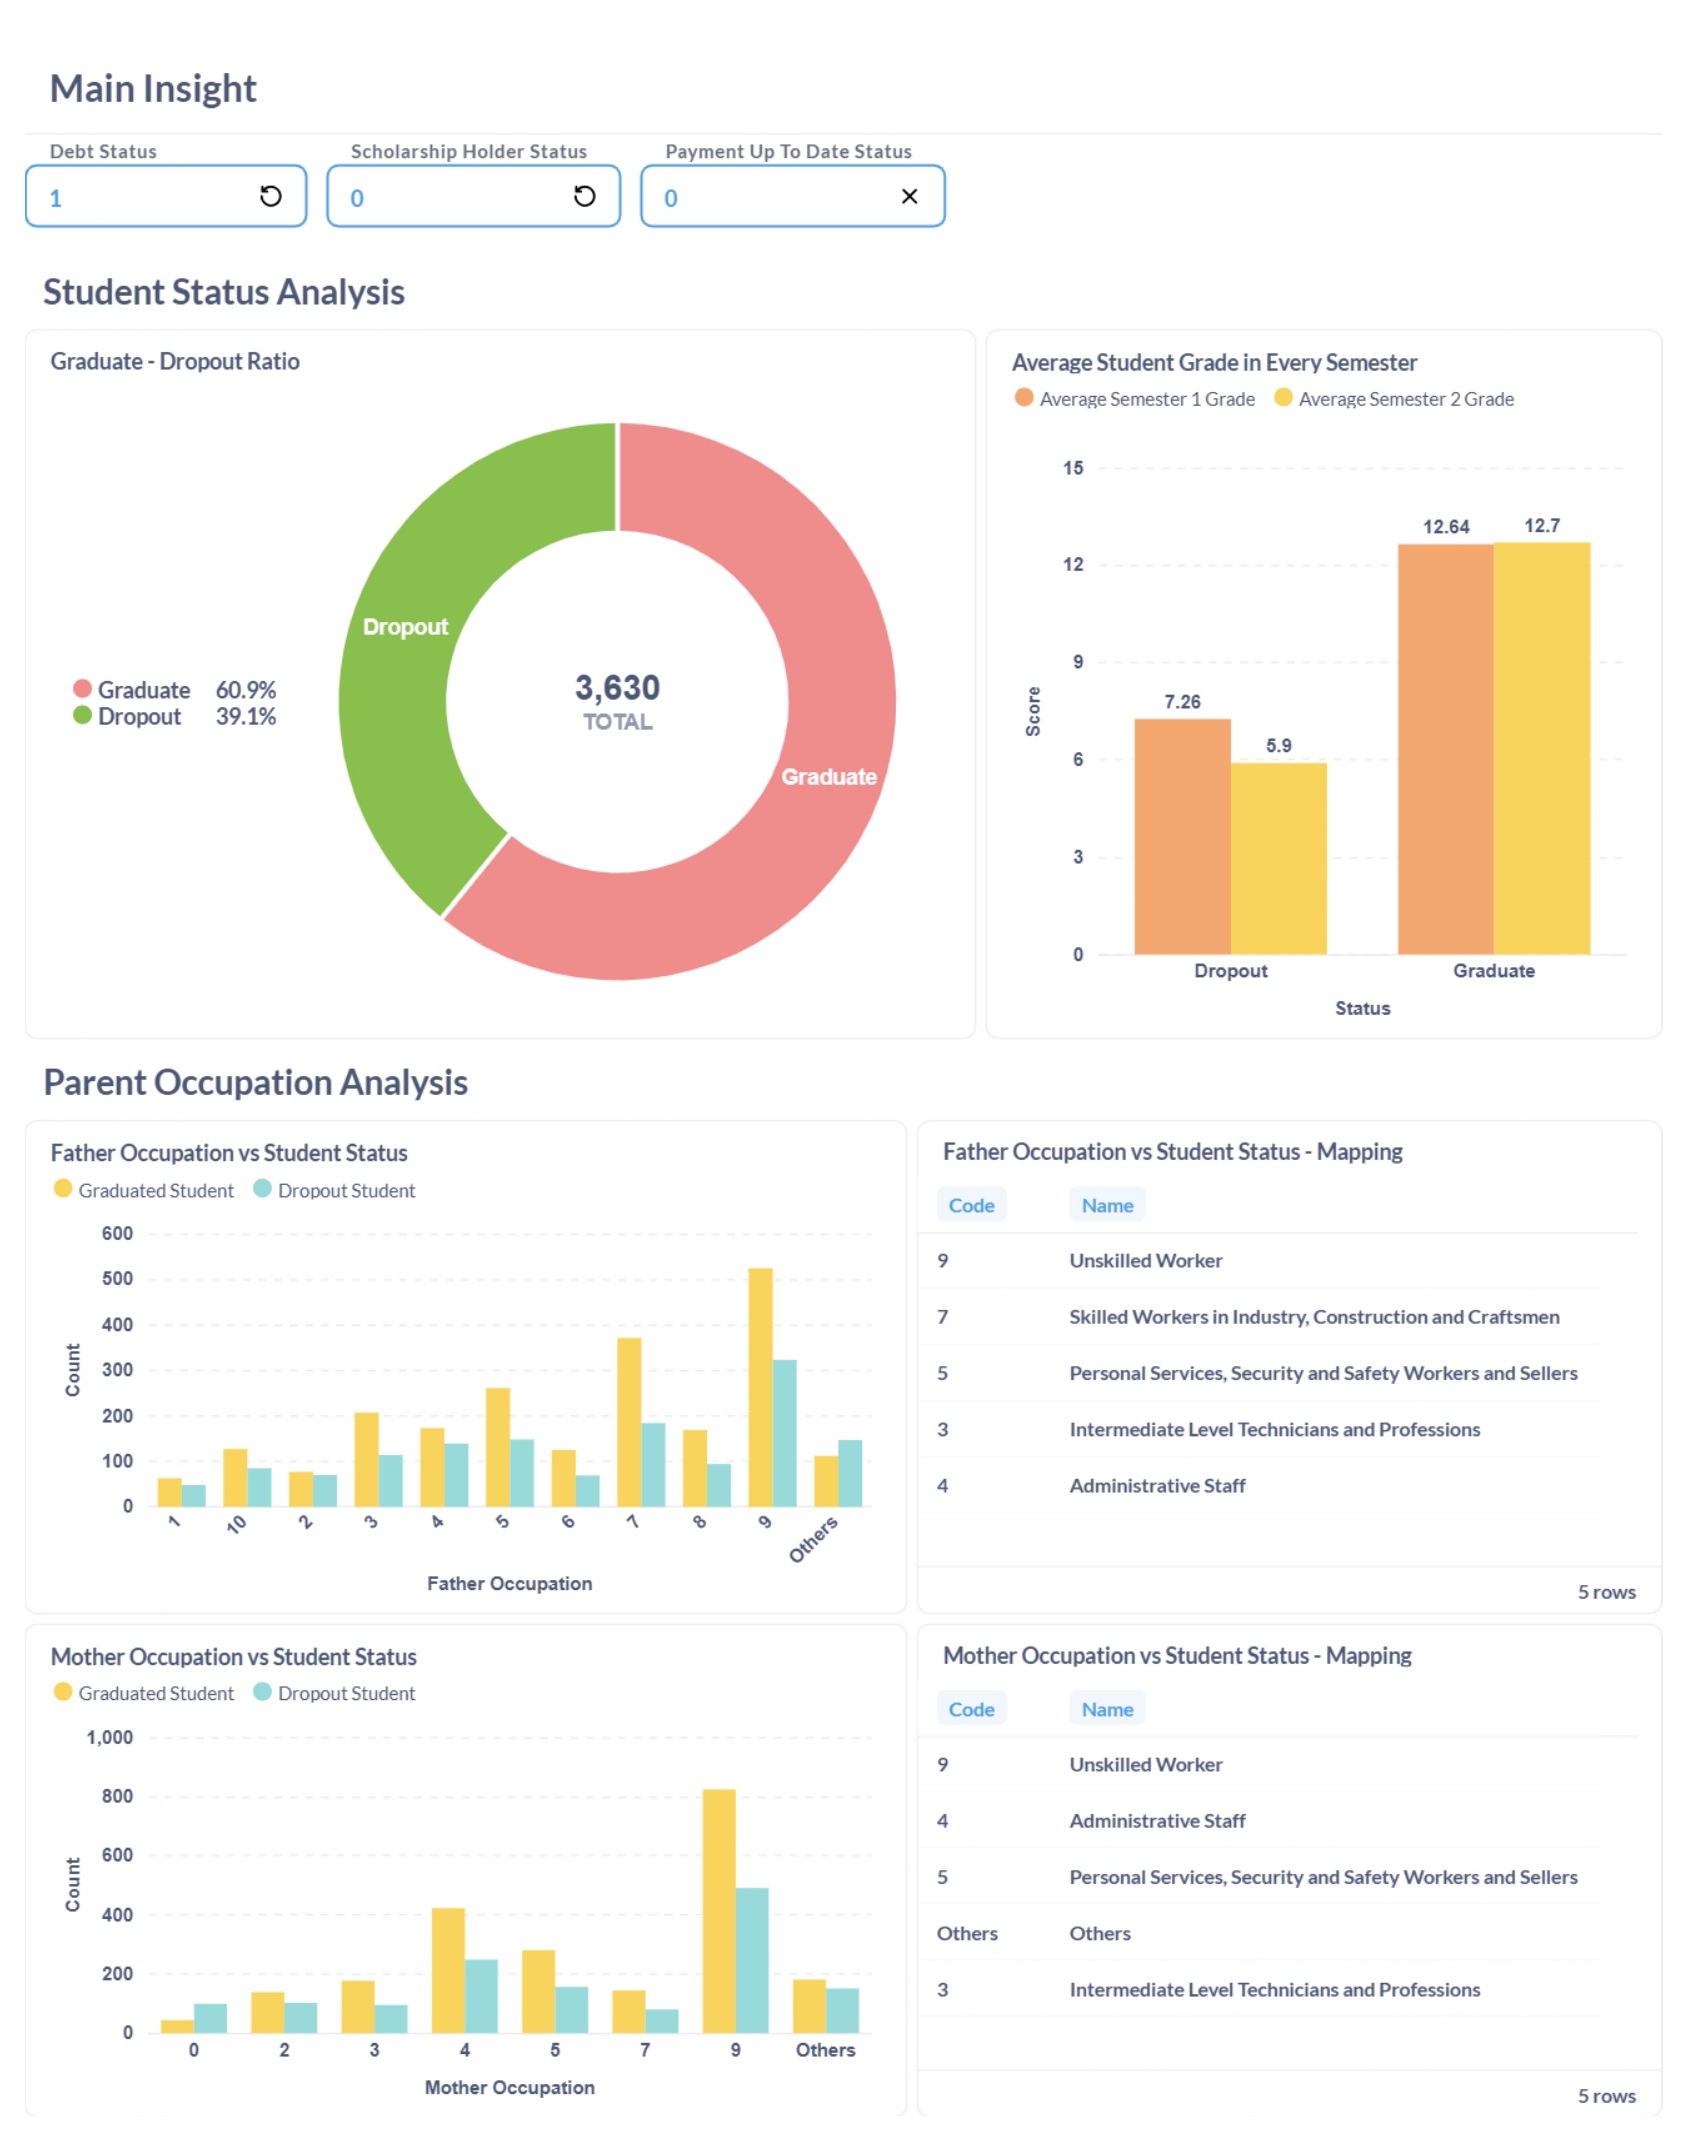 Main Insight
Debt Status
Scholarship Holder Status
Payment Up To Date Status
1
0
0
Student Status Analysis
Graduate - Dropout Ratio
Graduate 60.9%
Dropout 39.1%
Dropout
3,630
TOTAL
Graduate
Average Student Grade in Every Semester
Average Semester 1 Grade Average Semester 2 Grade
15
12
9
6
3
0
Score
7.26
5.9
12.64
12.7
Dropout Graduate
Status
Parent Occupation Analysis
Father Occupation vs Student Status
Graduated Student Dropout Student
600
500
400
300
200
100
0
Count
1 10 2 3 4 5 6 7 8 9 Others
Father Occupation
Father Occupation vs Student Status - Mapping
Code Name
9 Unskilled Worker
7 Skilled Workers in Industry, Construction and Craftsmen
5 Personal Services, Security and Safety Workers and Sellers
3 Intermediate Level Technicians and Professions
4 Administrative Staff
5 rows
Mother Occupation vs Student Status
Graduated Student Dropout Student
1,000
800
600
400
200
0
Count
0 2 3 4 5 7 9 Others
Mother Occupation
Mother Occupation vs Student Status - Mapping
Code Name
9 Unskilled Worker
4 Administrative Staff
5 Personal Services, Security and Safety Workers and Sellers
Others Others
3 Intermediate Level Technicians and Professions
5 rows